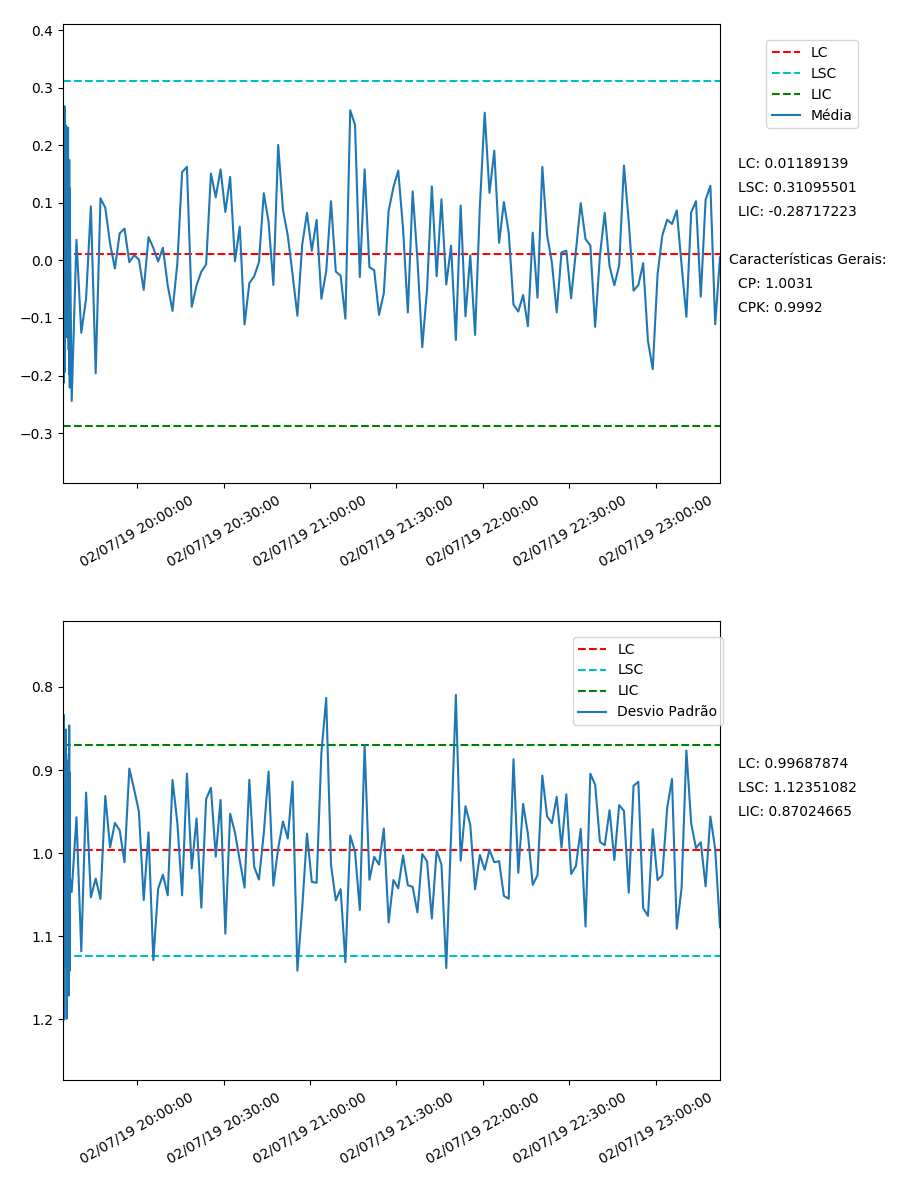 0.4
0.3
0.2
0.1
0.0
−0.1
−0.2
−0.3
02/07/19 20:00:00
02/07/19 20:30:00
02/07/19 21:00:00
02/07/19 21:30:00
02/07/19 22:00:00
02/07/19 22:30:00
02/07/19 23:00:00
LC
LSC
LIC
Média
LC: 0.01189139
LSC: 0.31095501
LIC: -0.28717223
Características Gerais:
CP: 1.0031
CPK: 0.9992
0.8
0.9
1.0
1.1
1.2
02/07/19 20:00:00
02/07/19 20:30:00
02/07/19 21:00:00
02/07/19 21:30:00
02/07/19 22:00:00
02/07/19 22:30:00
02/07/19 23:00:00
LC
LSC
LIC
Desvio Padrão
LC: 0.99687874
LSC: 1.12351082
LIC: 0.87024665